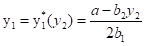 y₁ = y₁*(y₂) = (a − b₂y₂) / 2b₁